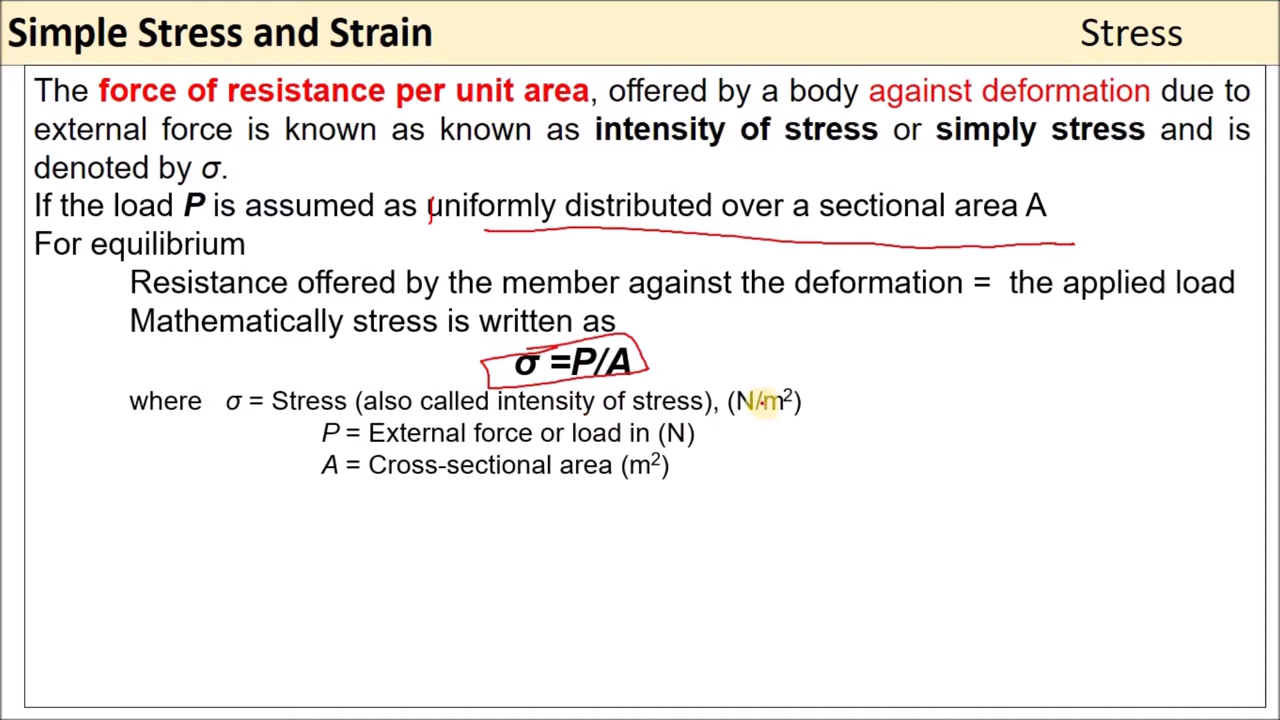 Simple Stress and Strain
Stress
The force of resistance per unit area, offered by a body against deformation due to
external force is known as known as intensity of stress or simply stress and is
denoted by σ.
If the load P is assumed as uniformly distributed over a sectional area A
For equilibrium
Resistance offered by the member against the deformation = the applied load
Mathematically stress is written as
σ =P/A
where σ = Stress (also called intensity of stress), (N/m²)
P = External force or load in (N)
A = Cross-sectional area (m²)